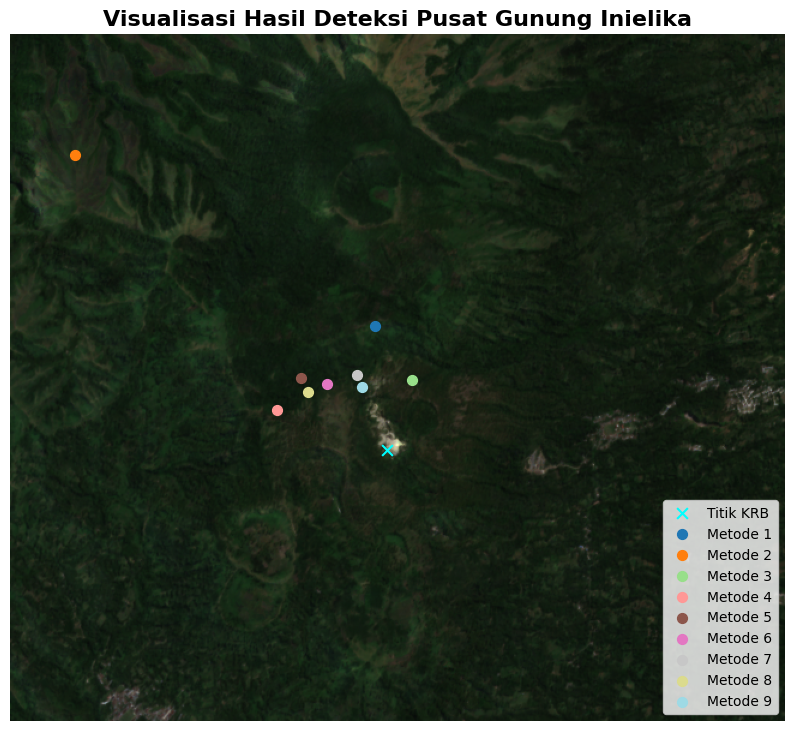 Visualisasi Hasil Deteksi Pusat Gunung Inielika
Titik KRB
Metode 1
Metode 2
Metode 3
Metode 4
Metode 5
Metode 6
Metode 7
Metode 8
Metode 9